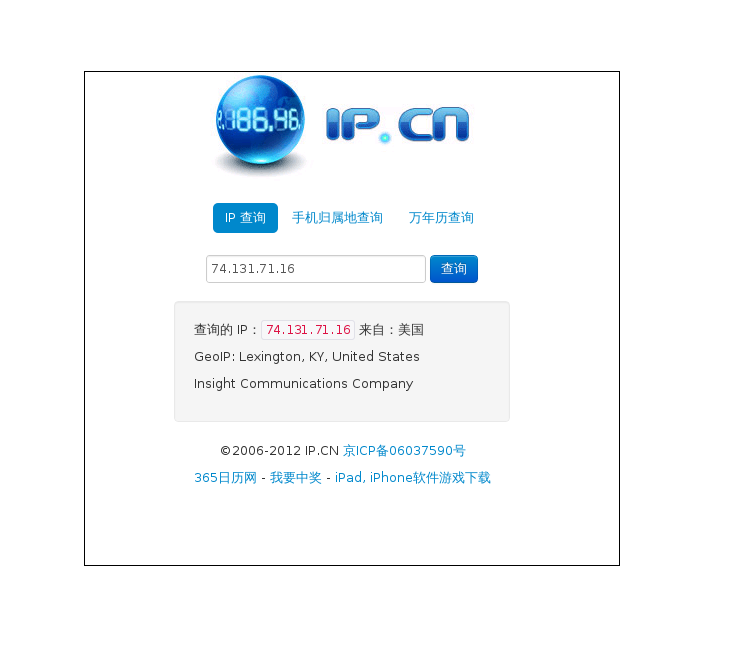 2.186.46.
IP.CN
IP 查询 手机归属地查询 万年历查询
74.131.71.16 查询
查询的 IP：74.131.71.16 来自：美国
GeoIP: Lexington, KY, United States
Insight Communications Company
©2006-2012 IP.CN 京ICP备06037590号
365日历网 - 我要中奖 - iPad, iPhone软件游戏下载